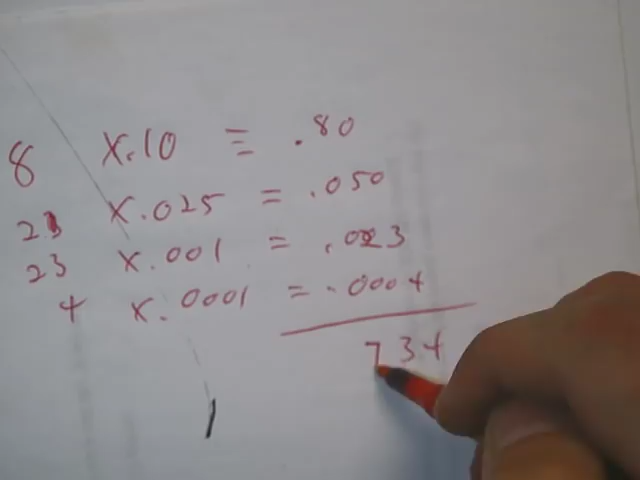 8 x.10 = .80
2 x.025 = .050
23 x.001 = .023
4 x.0001 = .0004
734